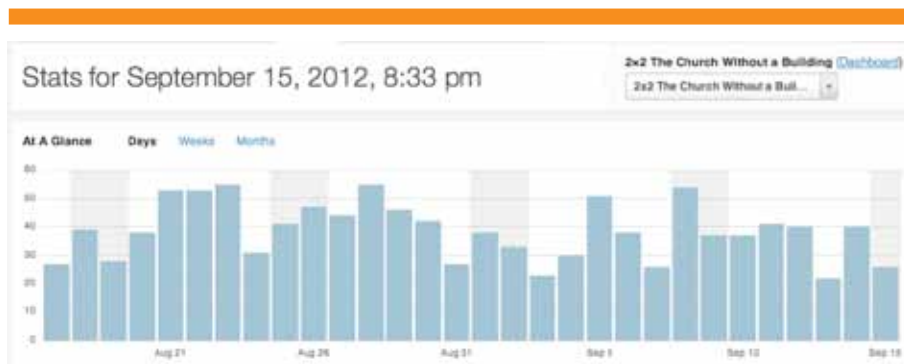 2×2 The Church Without a Building (Dashboard)
Stats for September 15, 2012, 8:33 pm
2x2 The Church Without a Buil...
At A Glance Days Weeks Months
60
50
40
30
20
10
0
Aug 21 Aug 26 Aug 31 Sep 5 Sep 10 Sep 15